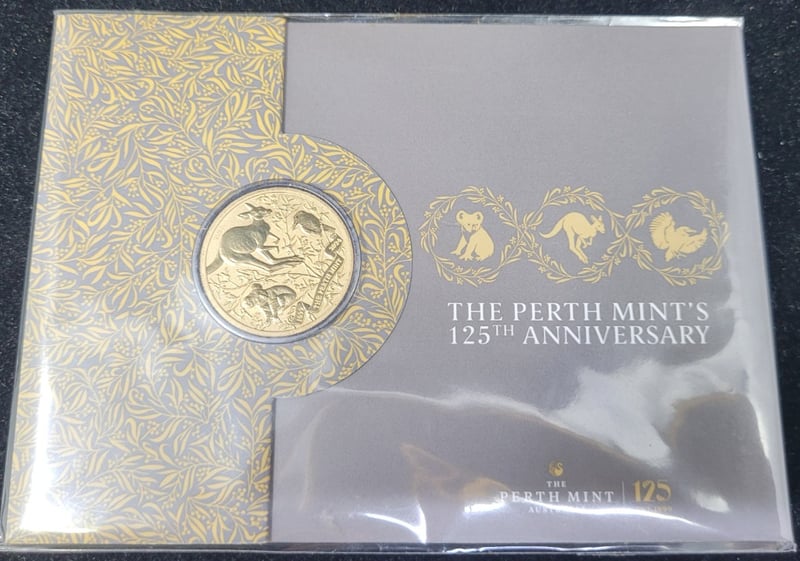 THE PERTH MINT'S
125TH ANNIVERSARY
THE
PERTH MINT
125